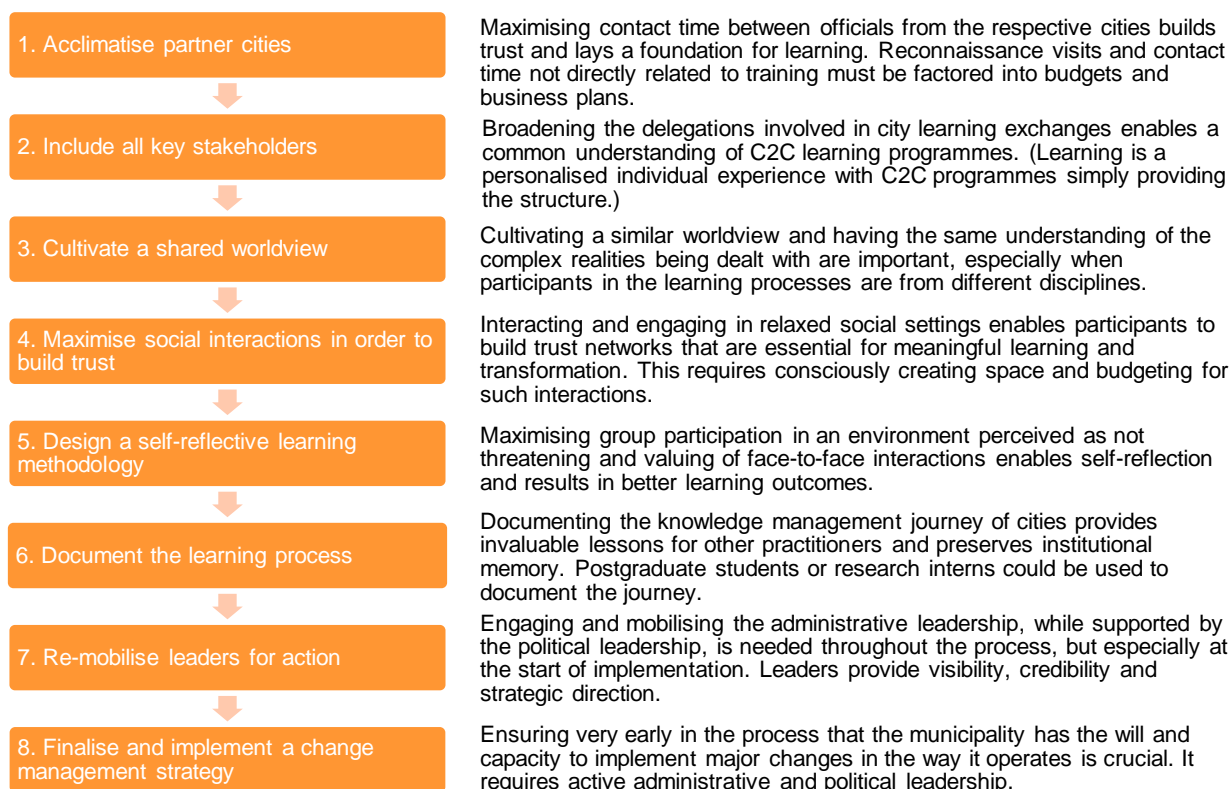 1. Acclimatise partner cities
Maximising contact time between officials from the respective cities builds
trust and lays a foundation for learning. Reconnaissance visits and contact
time not directly related to training must be factored into budgets and
business plans.
2. Include all key stakeholders
Broadening the delegations involved in city learning exchanges enables a
common understanding of C2C learning programmes. (Learning is a
personalised individual experience with C2C programmes simply providing
the structure.)
3. Cultivate a shared worldview
Cultivating a similar worldview and having the same understanding of the
complex realities being dealt with are important, especially when
participants in the learning processes are from different disciplines.
4. Maximise social interactions in order to
build trust
Interacting and engaging in relaxed social settings enables participants to
build trust networks that are essential for meaningful learning and
transformation. This requires consciously creating space and budgeting for
such interactions.
5. Design a self-reflective learning
methodology
Maximising group participation in an environment perceived as not
threatening and valuing of face-to-face interactions enables self-reflection
and results in better learning outcomes.
6. Document the learning process
Documenting the knowledge management journey of cities provides
invaluable lessons for other practitioners and preserves institutional
memory. Postgraduate students or research interns could be used to
document the journey.
7. Re-mobilise leaders for action
Engaging and mobilising the administrative leadership, while supported by
the political leadership, is needed throughout the process, but especially at
the start of implementation. Leaders provide visibility, credibility and
strategic direction.
8. Finalise and implement a change
management strategy
Ensuring very early in the process that the municipality has the will and
capacity to implement major changes in the way it operates is crucial. It
requires active administrative and political leadership.